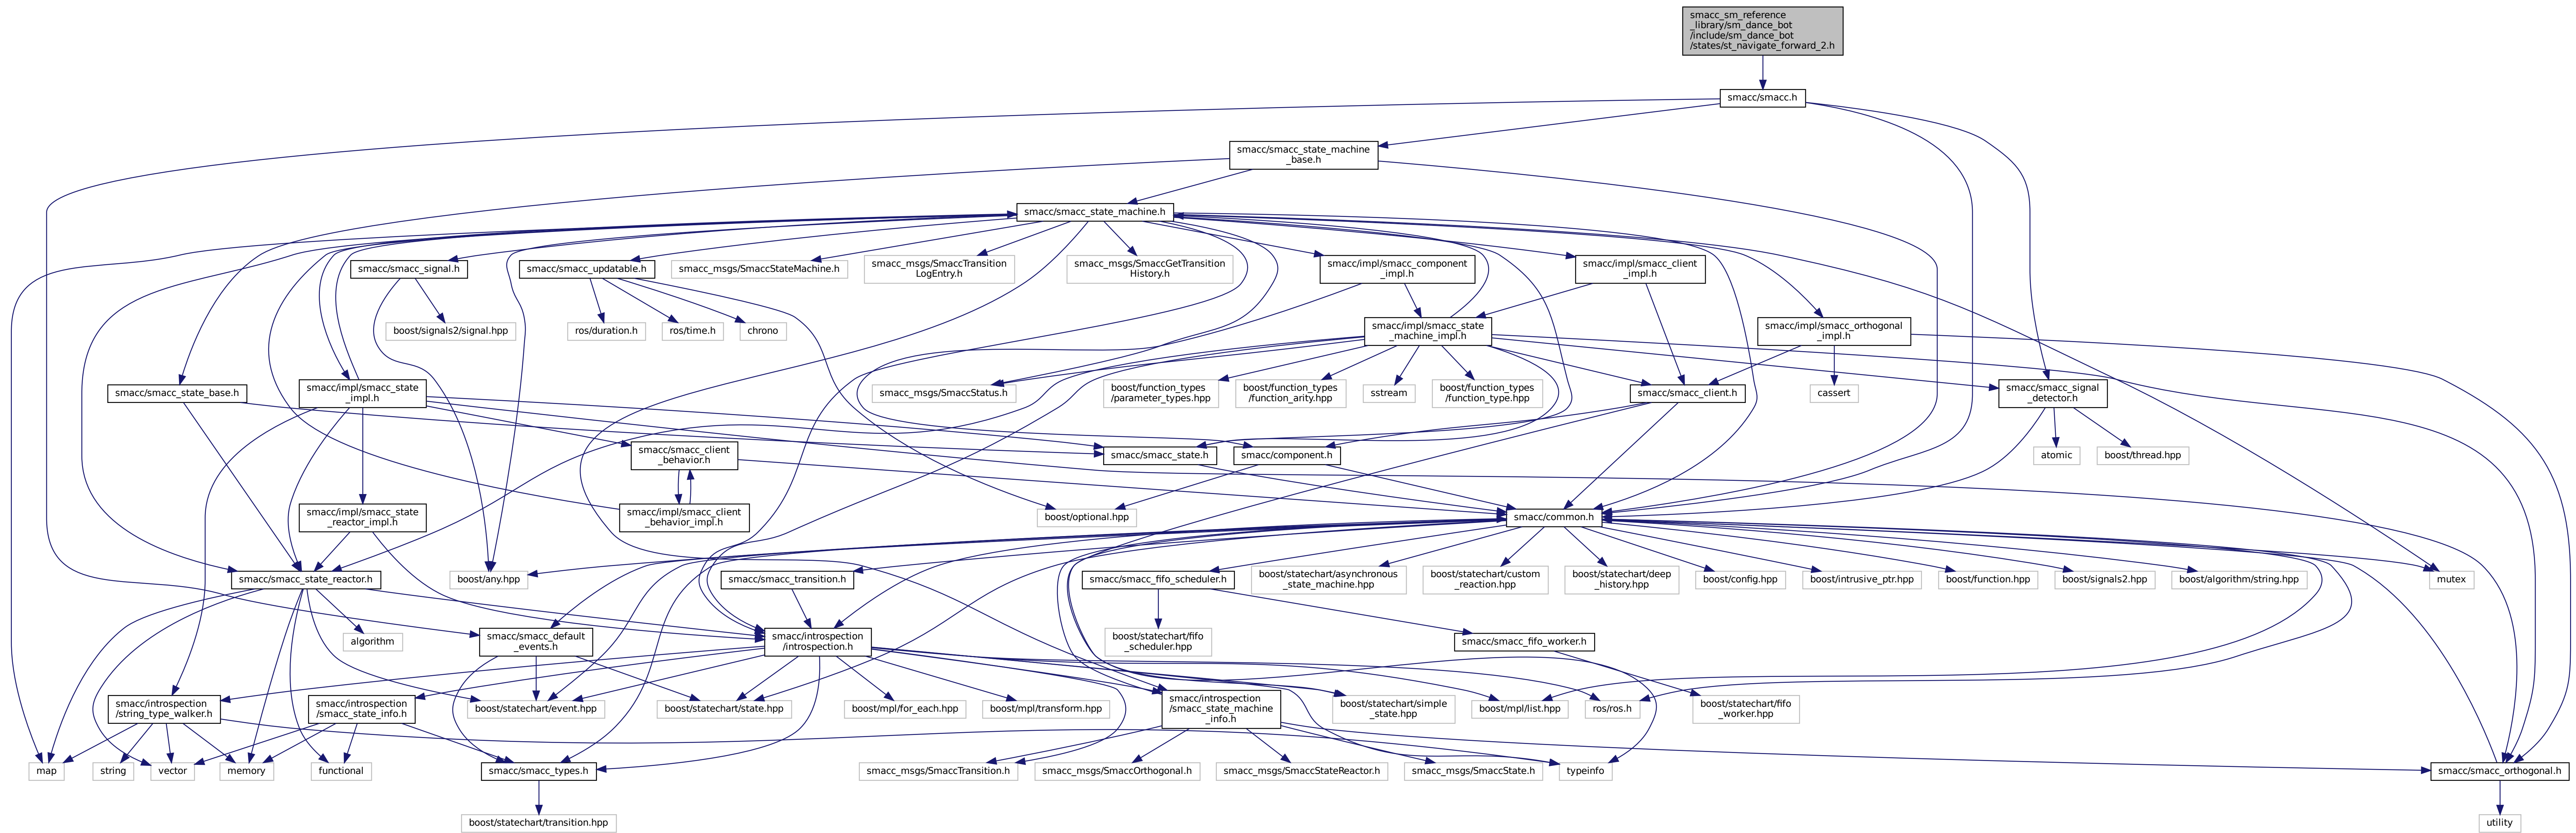 smacc_sm_reference
_library/sm_dance_bot
/include/sm_dance_bot
/states/st_navigate_forward_2.h
smacc/smacc.h
smacc/smacc_state_machine
_base.h
smacc/smacc_state_machine.h
smacc/smacc_signal.h
smacc/smacc_updatable.h
smacc_msgs/SmaccStateMachine.h
smacc_msgs/SmaccTransition
LogEntry.h
smacc_msgs/SmaccGetTransition
History.h
smacc/impl/smacc_component
_impl.h
smacc/impl/smacc_client
_impl.h
boost/signals2/signal.hpp
ros/duration.h
ros/time.h
chrono
smacc/impl/smacc_state
_machine_impl.h
smacc/impl/smacc_orthogonal
_impl.h
smacc/smacc_state_base.h
smacc/impl/smacc_state
_impl.h
smacc_msgs/SmaccStatus.h
boost/function_types
/parameter_types.hpp
boost/function_types
/function_arity.hpp
sstream
boost/function_types
/function_type.hpp
smacc/smacc_client.h
cassert
smacc/smacc_signal
_detector.h
smacc/smacc_client
_behavior.h
smacc/smacc_state.h
smacc/component.h
atomic
boost/thread.hpp
smacc/impl/smacc_state
_reactor_impl.h
smacc/impl/smacc_client
_behavior_impl.h
boost/optional.hpp
smacc/common.h
smacc/smacc_state_reactor.h
boost/any.hpp
smacc/smacc_transition.h
smacc/smacc_fifo_scheduler.h
boost/statechart/asynchronous
_state_machine.hpp
boost/statechart/custom
_reaction.hpp
boost/statechart/deep
_history.hpp
boost/config.hpp
boost/intrusive_ptr.hpp
boost/function.hpp
boost/signals2.hpp
boost/algorithm/string.hpp
mutex
algorithm
smacc/smacc_default
_events.h
smacc/introspection
/introspection.h
boost/statechart/fifo
_scheduler.hpp
smacc/smacc_fifo_worker.h
smacc/introspection
/string_type_walker.h
smacc/introspection
/smacc_state_info.h
boost/statechart/event.hpp
boost/statechart/state.hpp
boost/mpl/for_each.hpp
boost/mpl/transform.hpp
smacc/introspection
/smacc_state_machine
_info.h
boost/statechart/simple
_state.hpp
boost/mpl/list.hpp
ros/ros.h
boost/statechart/fifo
_worker.hpp
map
string
vector
memory
functional
smacc/smacc_types.h
smacc_msgs/SmaccTransition.h
smacc_msgs/SmaccOrthogonal.h
smacc_msgs/SmaccStateReactor.h
smacc_msgs/SmaccState.h
typeinfo
smacc/smacc_orthogonal.h
boost/statechart/transition.hpp
utility